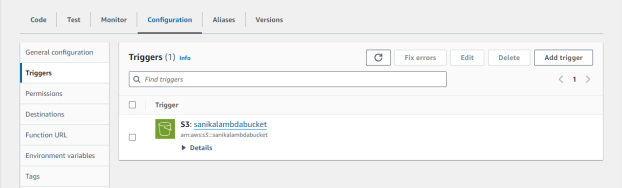 Code Test Monitor Configuration Aliases Versions
General configuration
Triggers
Permissions
Destinations
Function URL
Environment variables
Tags
Triggers (1) Info
Fix errors Edit Delete Add trigger
Find triggers
1
Trigger
S3: sanikalambdabucket
arn:aws:s3:::sanikalambdabucket
Details